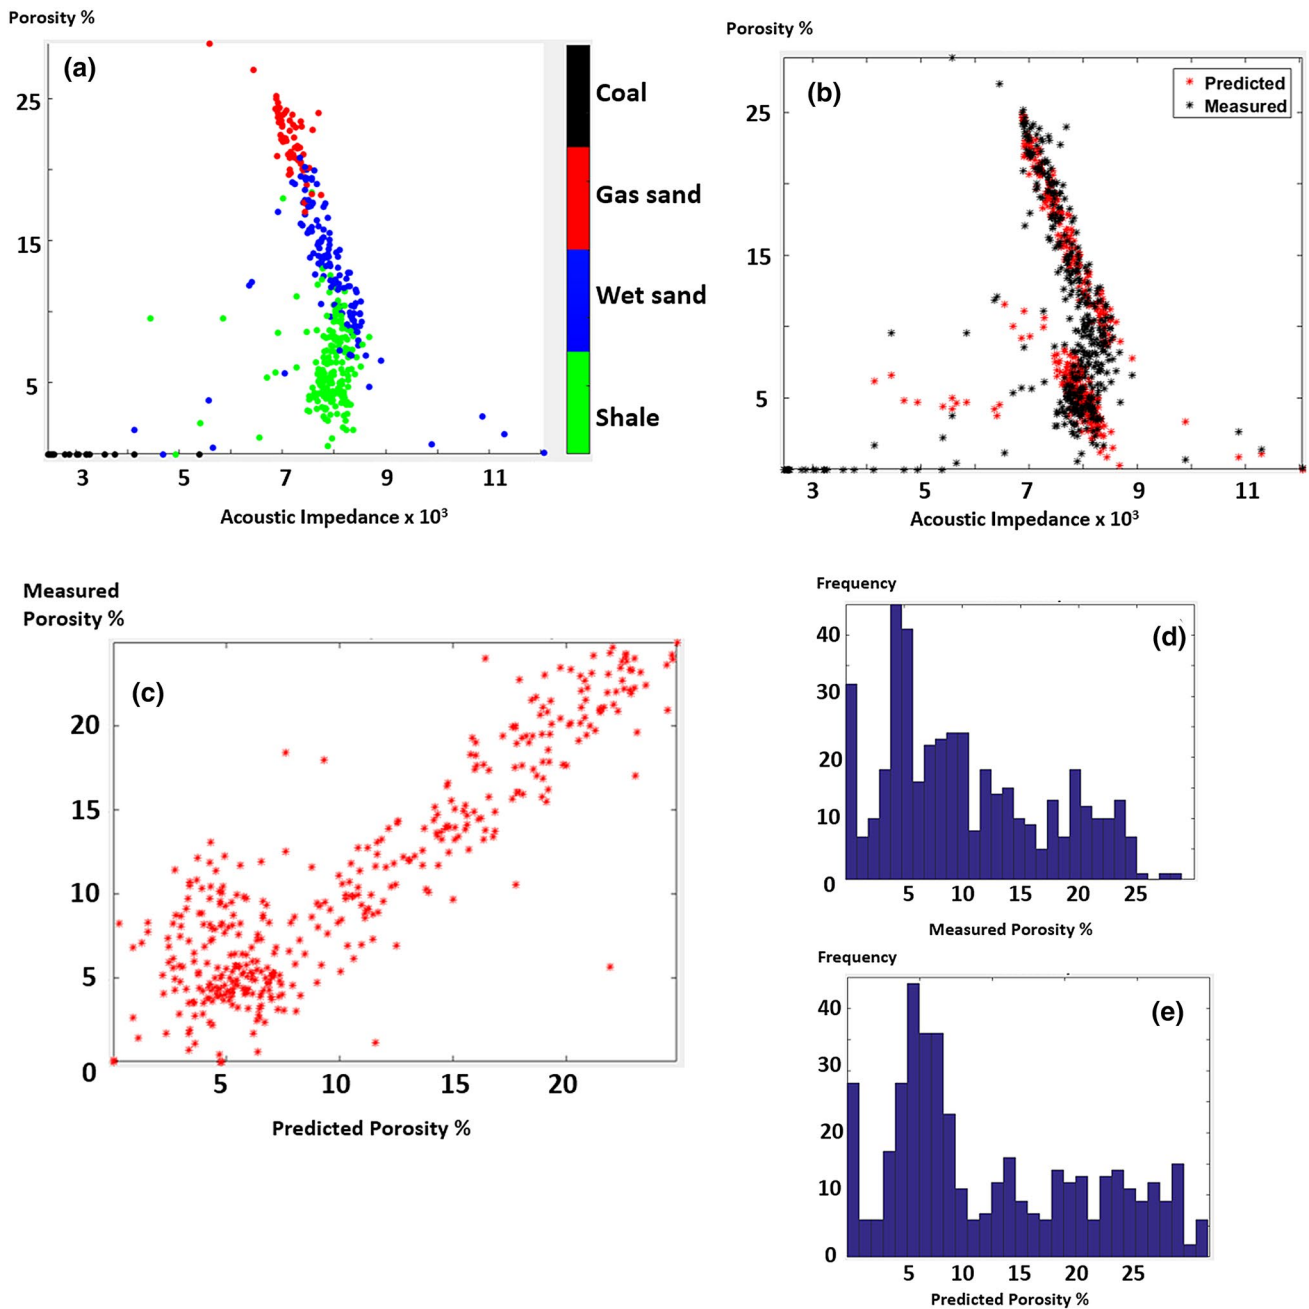 Porosity %
(a)
25
15
5
3 5 7 9 11
Acoustic Impedance x 10³
Coal
Gas sand
Wet sand
Shale
Porosity %
(b)
Predicted
Measured
25
15
5
3 5 7 9 11
Acoustic Impedance x 10³
Measured
Porosity %
(c)
20
15
10
5
0
5 10 15 20
Predicted Porosity %
Frequency
(d)
40
30
20
10
0
5 10 15 20 25
Measured Porosity %
Frequency
(e)
40
30
20
10
0
5 10 15 20 25
Predicted Porosity %